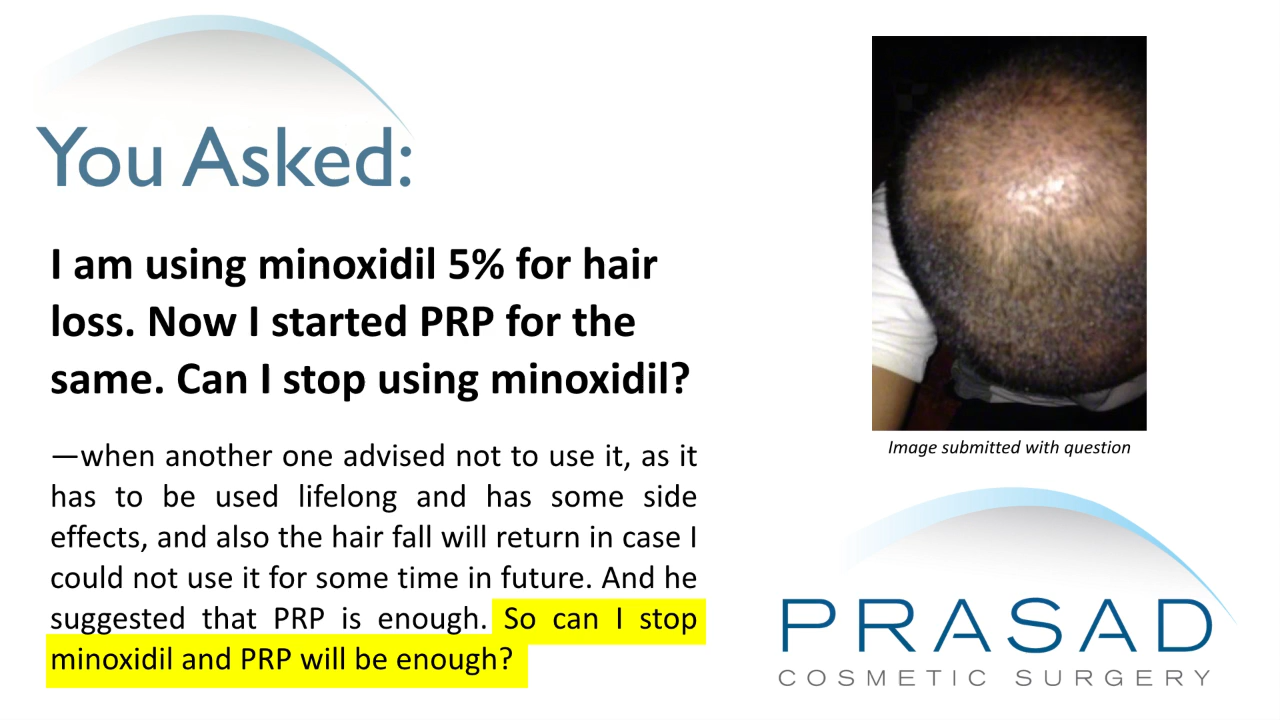 You Asked:
I am using minoxidil 5% for hair
loss. Now I started PRP for the
same. Can I stop using minoxidil?
—when another one advised not to use it, as it
has to be used lifelong and has some side
effects, and also the hair fall will return in case I
could not use it for some time in future. And he
suggested that PRP is enough. So can I stop
minoxidil and PRP will be enough?
Image submitted with question
PRASAD
COSMETIC SURGERY